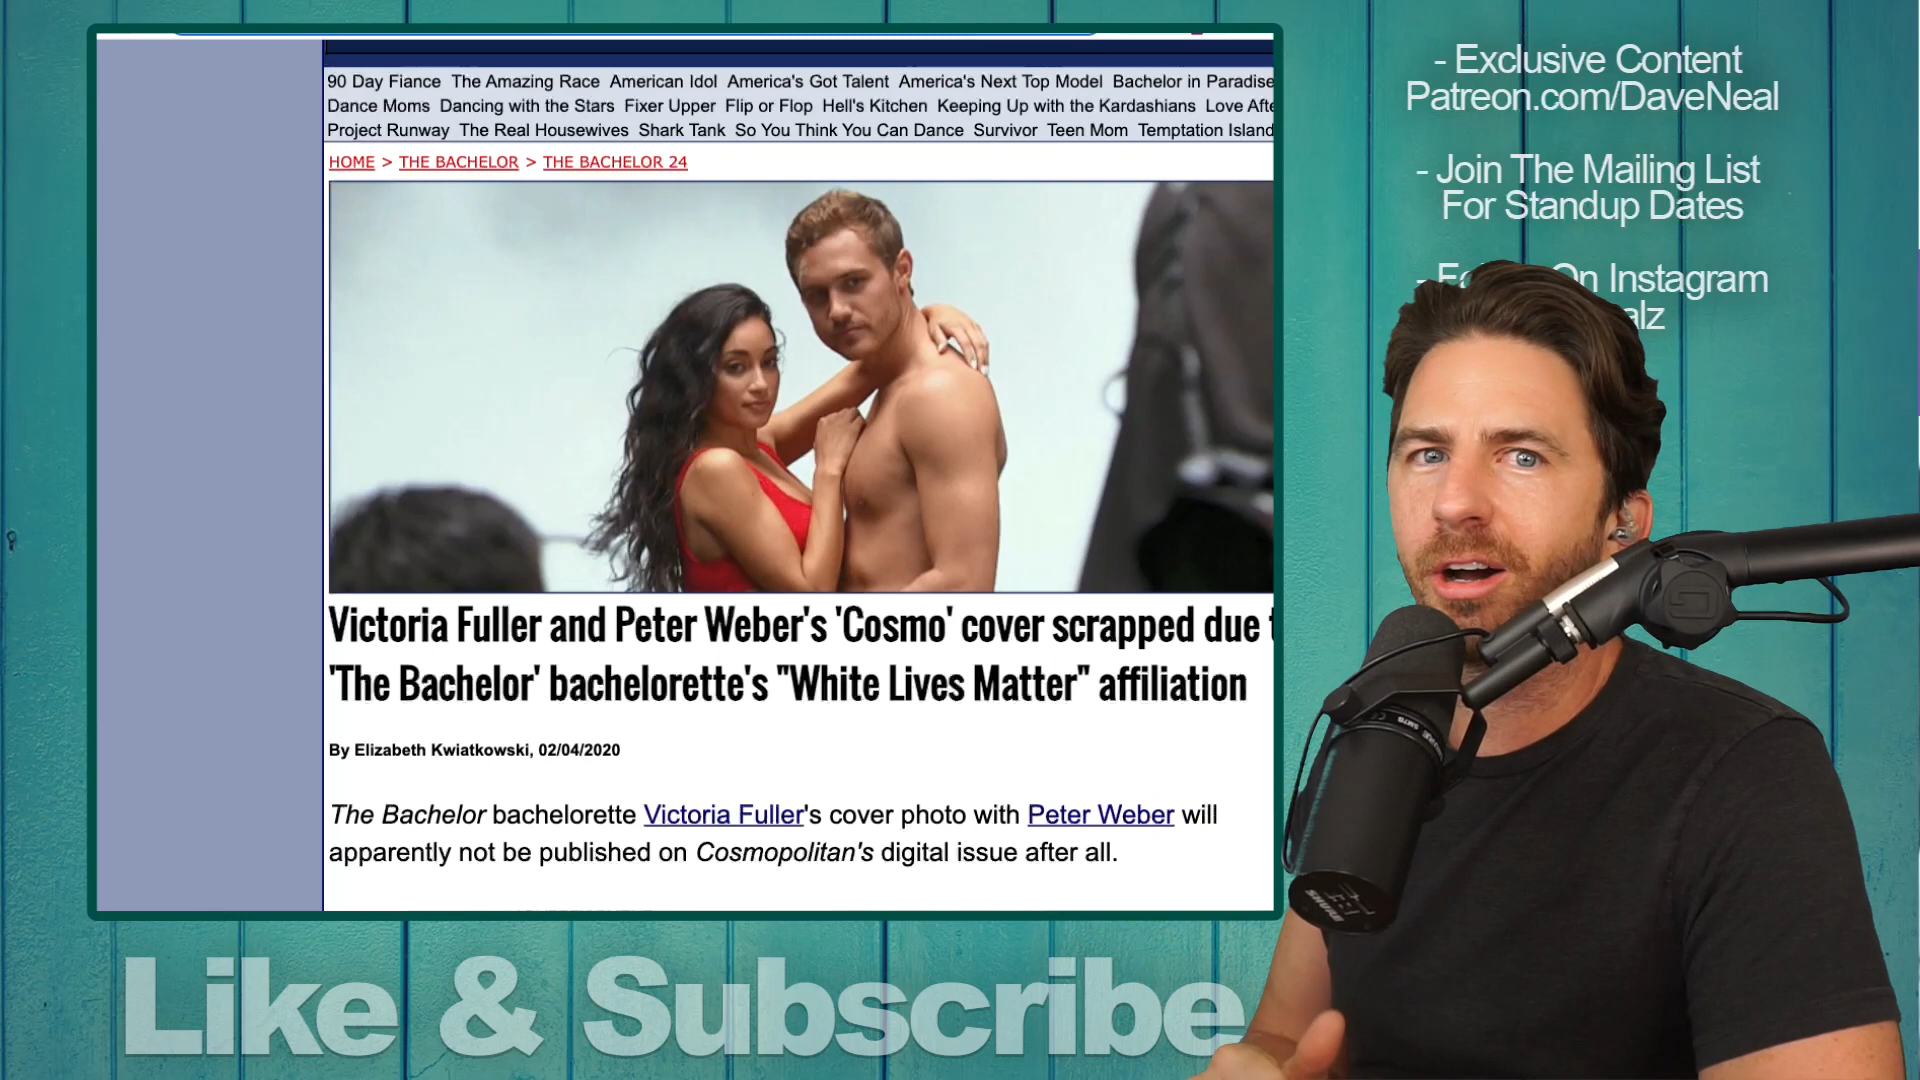 90 Day Fiance The Amazing Race American Idol America's Got Talent America's Next Top Model Bachelor in Paradise
Dance Moms Dancing with the Stars Fixer Upper Flip or Flop Hell's Kitchen Keeping Up with the Kardashians Love
Project Runway The Real Housewives Shark Tank So You Think You Can Dance Survivor Teen Mom Temptation Island
HOME > THE BACHELOR > THE BACHELOR 24
Victoria Fuller and Peter Weber's 'Cosmo' cover scrapped due
'The Bachelor' bachelorette's "White Lives Matter" affiliation
By Elizabeth Kwiatkowski, 02/04/2020
The Bachelor bachelorette Victoria Fuller's cover photo with Peter Weber will
apparently not be published on Cosmopolitan's digital issue after all.
- Exclusive Content
Patreon.com/DaveNeal
- Join The Mailing List
For Standup Dates
- On Instagram
SM7B
SHURE
Like & Subscribe